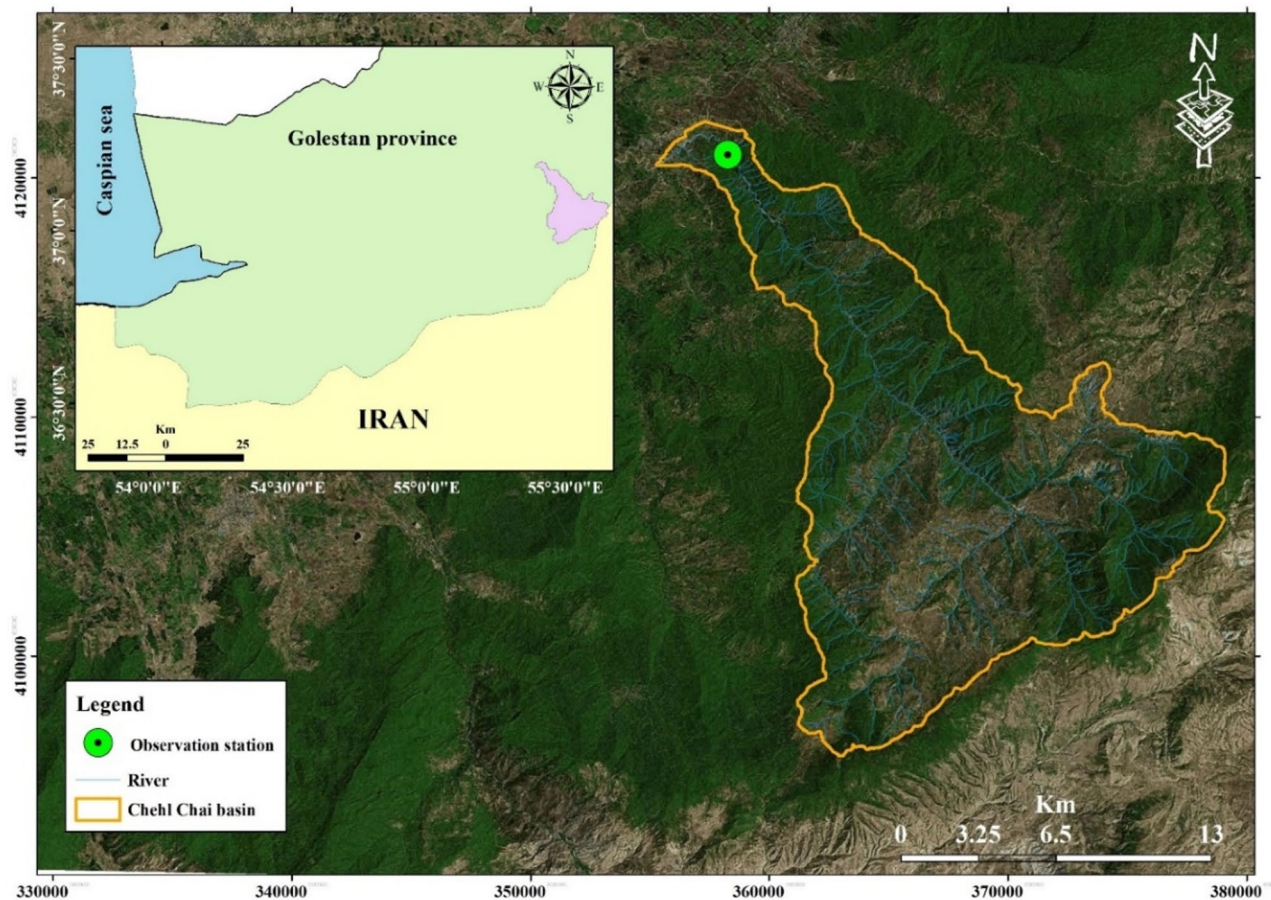 N
W E
S
Caspian sea
Golestan province
IRAN
Km
25 12.5 0 25
37°30'0"N
37°0'0"N
36°30'0"N
54°0'0"E 54°30'0"E 55°0'0"E 55°30'0"E
N
4120000
4110000
4100000
Legend
Observation station
River
Chehl Chai basin
Km
0 3.25 6.5 13
330000 340000 350000 360000 370000 380000